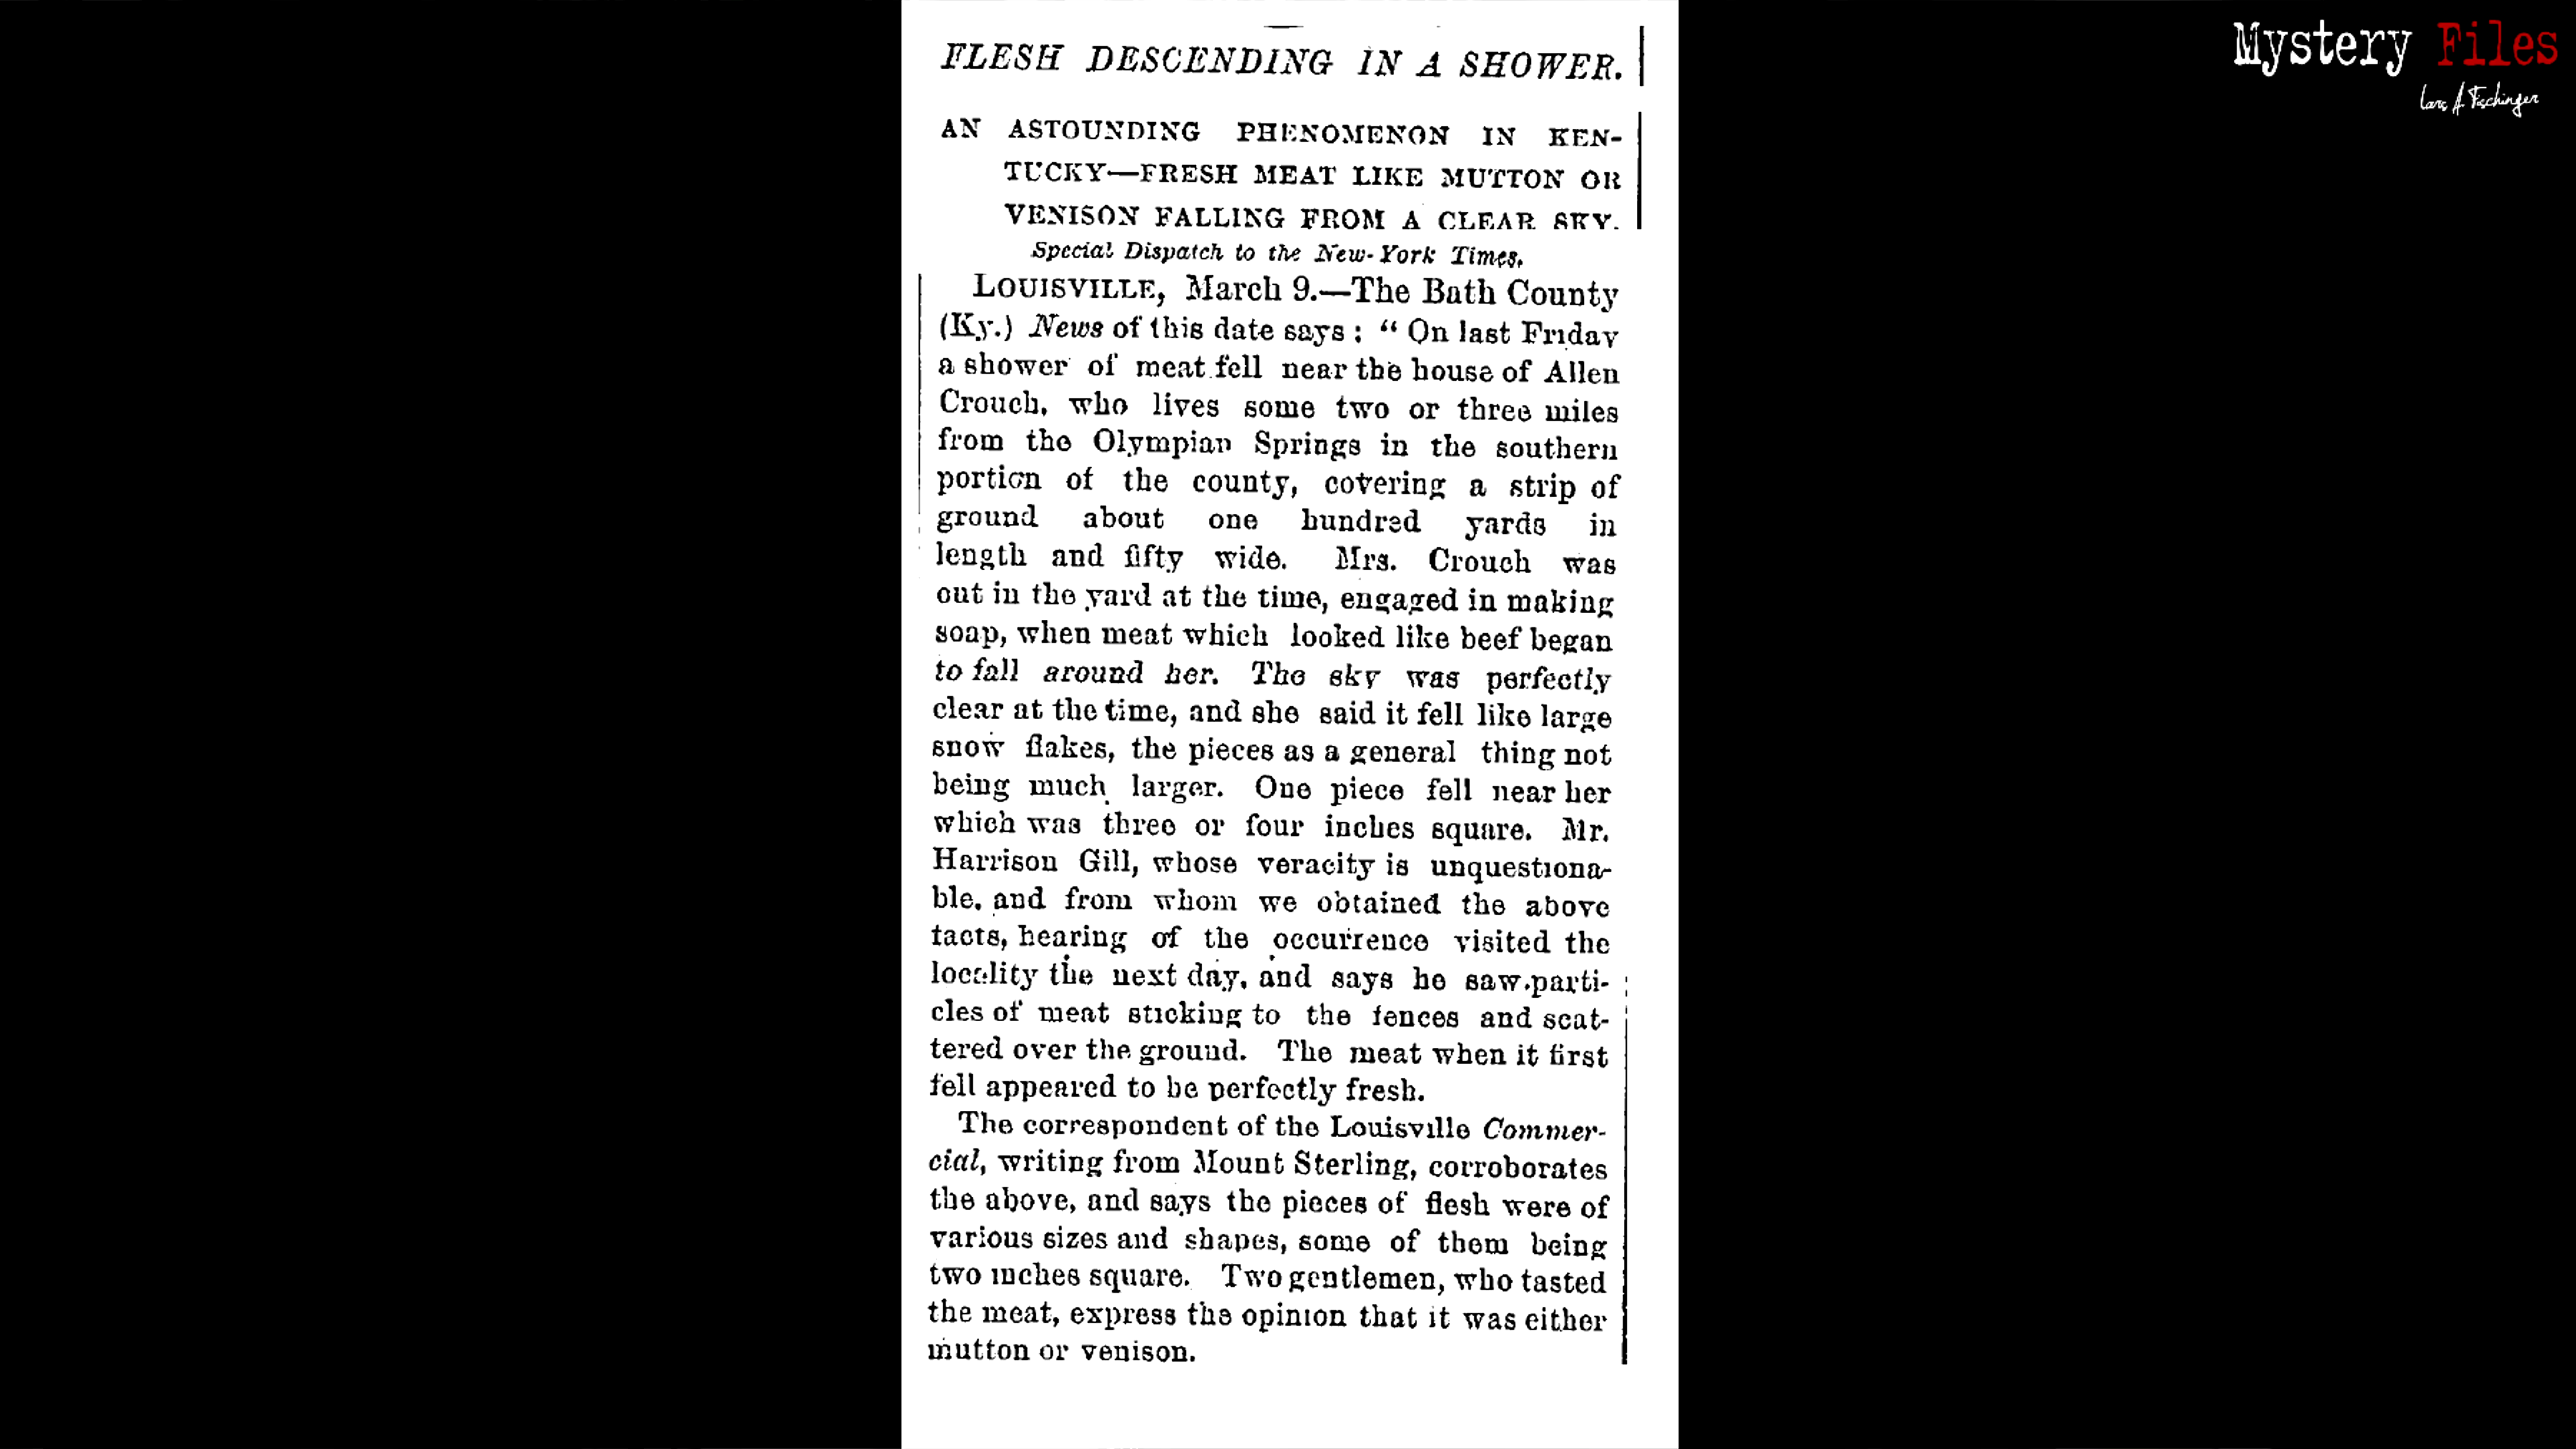 Mystery Files
Lars A. Fischinger
FLESH DESCENDING IN A SHOWER.
AN ASTOUNDING PHENOMENON IN KEN-
TUCKY—FRESH MEAT LIKE MUTTON OR
VENISON FALLING FROM A CLEAR SKY.
Special Dispatch to the New-York Times.
LOUISVILLE, March 9.—The Bath County
(Ky.) News of this date says: "On last Friday
a shower of meat fell near the house of Allen
Crouch, who lives some two or three miles
from the Olympian Springs in the southern
portion of the county, covering a strip of
ground about one hundred yards in
length and fifty wide. Mrs. Crouch was
out in the yard at the time, engaged in making
soap, when meat which looked like beef began
to fall around her. The sky was perfectly
clear at the time, and she said it fell like large
snow flakes, the pieces as a general thing not
being much larger. One piece fell near her
which was three or four inches square. Mr.
Harrison Gill, whose veracity is unquestiona-
ble, and from whom we obtained the above
facts, hearing of the occurrence visited the
locality the next day, and says he saw parti-
cles of meat sticking to the fences and scat-
tered over the ground. The meat when it first
fell appeared to be perfectly fresh.
The correspondent of the Louisville Commer-
cial, writing from Mount Sterling, corroborates
the above, and says the pieces of flesh were of
various sizes and shapes, some of them being
two inches square. Two gentlemen, who tasted
the meat, express the opinion that it was either
mutton or venison.